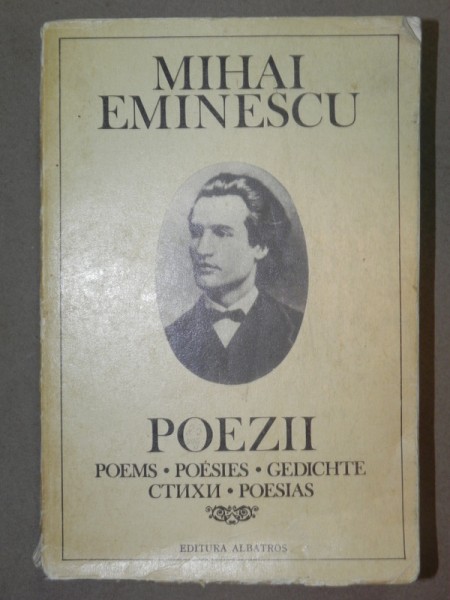 MIHAI
EMINESCU
POEZII
POEMS • POÉSIES • GEDICHTE
СТИХИ • POESIAS
EDITURA ALBATROS